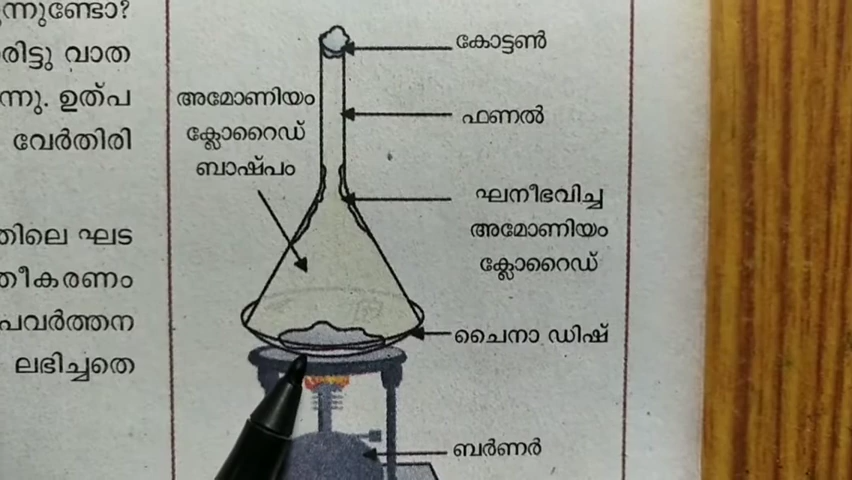 ന്നുണ്ടോ?
രിട്ടു വാത
ന്നു. ഉത്പ
വേർതിരി
തിലെ ഘട
തീകരണം
പവർത്തന
ലഭിച്ചതെ
കോട്ടൺ
അമോണിയം
ക്ലോറൈഡ്
ബാഷ്പം
ഫണൽ
ഘനീഭവിച്ച
അമോണിയം
ക്ലോറൈഡ്
ചൈനാ ഡിഷ്
ബർണർ